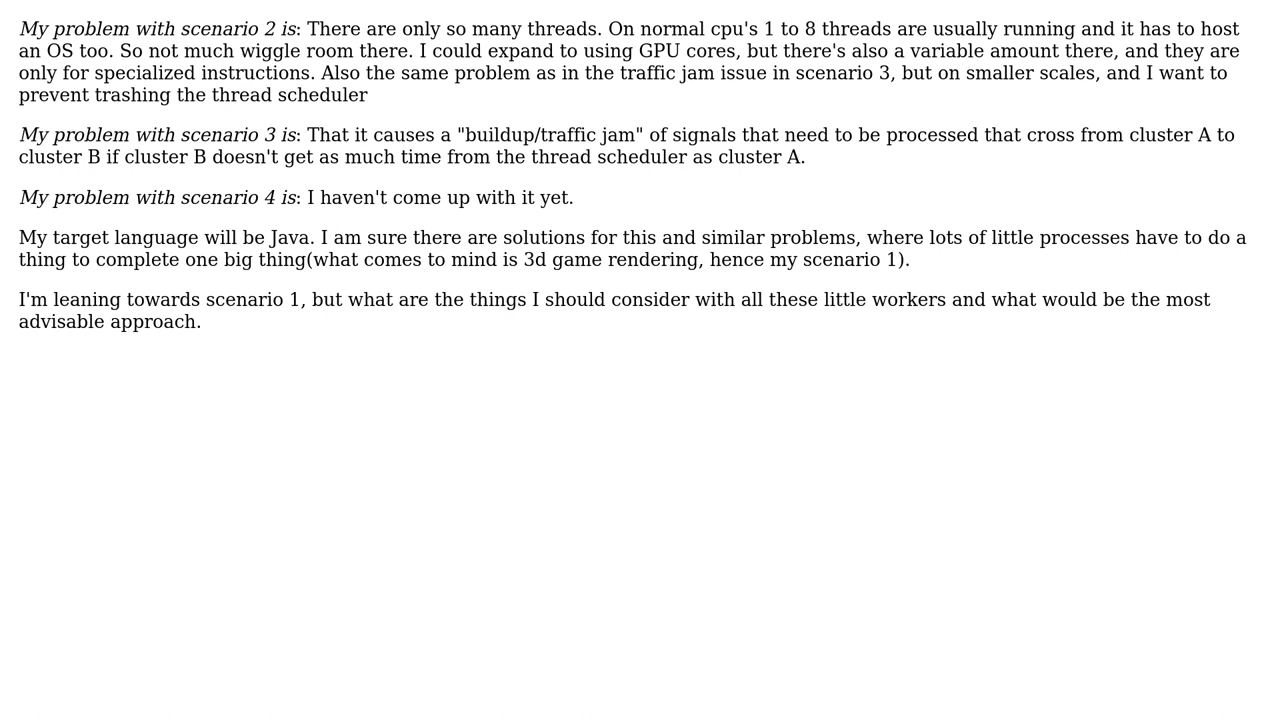 My problem with scenario 2 is: There are only so many threads. On normal cpu's 1 to 8 threads are usually running and it has to host
an OS too. So not much wiggle room there. I could expand to using GPU cores, but there's also a variable amount there, and they are
only for specialized instructions. Also the same problem as in the traffic jam issue in scenario 3, but on smaller scales, and I want to
prevent trashing the thread scheduler
My problem with scenario 3 is: That it causes a "buildup/traffic jam" of signals that need to be processed that cross from cluster A to
cluster B if cluster B doesn't get as much time from the thread scheduler as cluster A.
My problem with scenario 4 is: I haven't come up with it yet.
My target language will be Java. I am sure there are solutions for this and similar problems, where lots of little processes have to do a
thing to complete one big thing(what comes to mind is 3d game rendering, hence my scenario 1).
I'm leaning towards scenario 1, but what are the things I should consider with all these little workers and what would be the most
advisable approach.